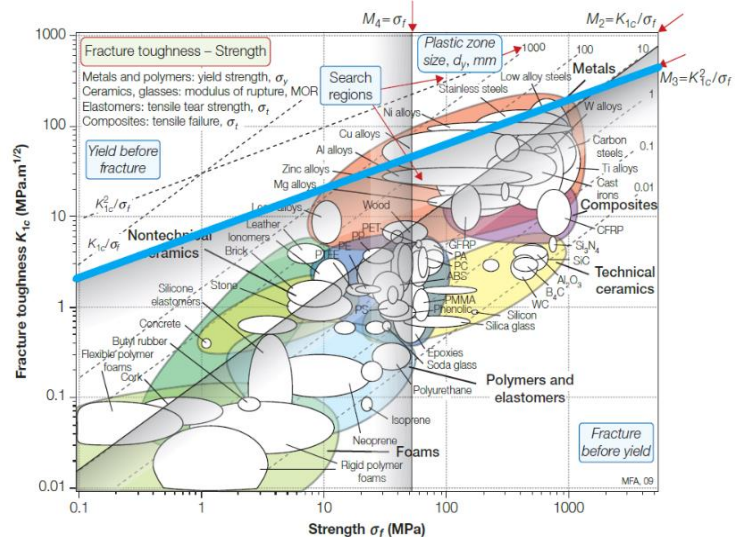 M₄=σf
M₂=K1c/σf
Fracture toughness – Strength
Metals and polymers: yield strength, σy
Ceramics, glasses: modulus of rupture, MOR
Elastomers: tensile tear strength, σt
Composites: tensile failure, σt
Plastic zone
size, dy, mm
Search
regions
Yield before
fracture
1000
100
10
1
0.1
0.01
M₃=K²1c/σf
Low alloy steels
Metals
Stainless steels
Ni alloys
W alloys
Cu alloys
Al alloys
Carbon
steels
Zinc alloys
Mg alloys
Ti alloys
Cast
irons
K²1c/σf
K1c/σf
alloys
Wood
Composites
CFRP
Leather
Ionomers
Brick
Nontechnical
ceramics
PET
PP
PE
PTFE
GFRP
PA
PC
ABS
Si3N4
SiC
Al2O3
B4C
WC
Technical
ceramics
Silicone
elastomers
Stone
PS
PMMA
Phenolic
Silicon
Silica glass
Concrete
Butyl rubber
Flexible polymer
foams
Cork
Epoxies
Soda glass
Polyurethane
Polymers and
elastomers
Isoprene
Neoprene
Foams
Rigid polymer
foams
Fracture
before yield
MFA, 09
Fracture toughness K1c (MPa.m1/2)
1000
100
10
1
0.1
0.01
0.1
1
10
100
1000
Strength σf (MPa)